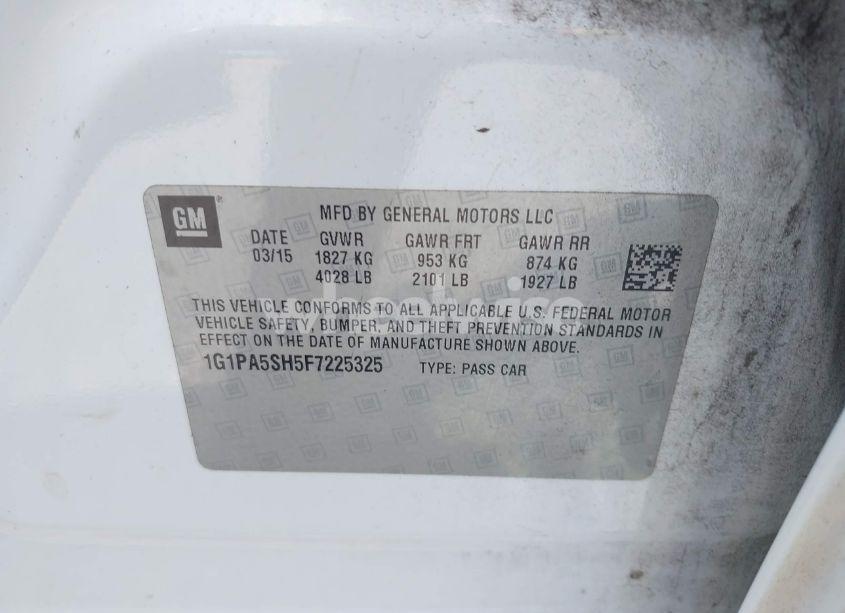 GM
MFD BY GENERAL MOTORS LLC
DATE GVWR GAWR FRT GAWR RR
03/15 1827 KG 953 KG 874 KG
4028 LB 2101 LB 1927 LB
THIS VEHICLE CONFORMS TO ALL APPLICABLE U.S. FEDERAL MOTOR
VEHICLE SAFETY, BUMPER, AND THEFT PREVENTION STANDARDS IN
EFFECT ON THE DATE OF MANUFACTURE SHOWN ABOVE.
1G1PA5SH5F7225325 TYPE: PASS CAR